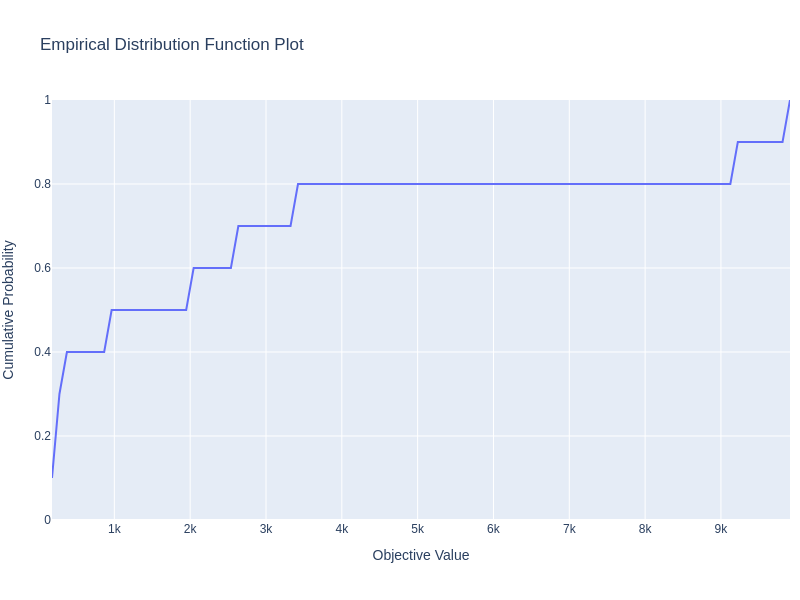 Empirical Distribution Function Plot
1
0.8
0.6
0.4
0.2
0
Cumulative Probability
1k 2k 3k 4k 5k 6k 7k 8k 9k
Objective Value